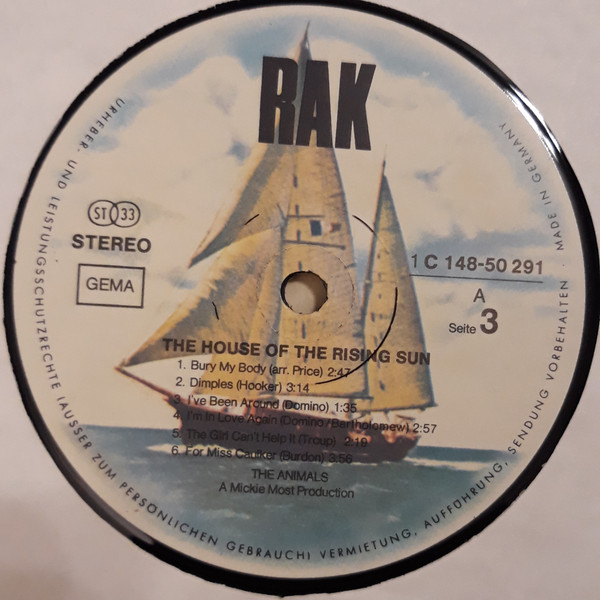 RAK
ST 33
STEREO
GEMA
1 C 148-50 291
A
Seite 3
THE HOUSE OF THE RISING SUN
1. Bury My Body (arr. Price) 2:47
2. Dimples (Hooker) 3:14
3. I've Been Around (Domino) 1:35
4. I'm In Love Again (Domino/Bartholomew) 2:57
5. The Girl Can't Help It (Troup) 2:19
6. For Miss Caulker (Burdon) 3:56
THE ANIMALS
A Mickie Most Production
URHEBER- UND LEISTUNGSSCHUTZRECHTE (AUSSER ZUM PERSÖNLICHEN GEBRAUCH) VERMIETUNG, AUFFÜHRUNG, SENDUNG VORBEHALTEN · MADE IN GERMANY